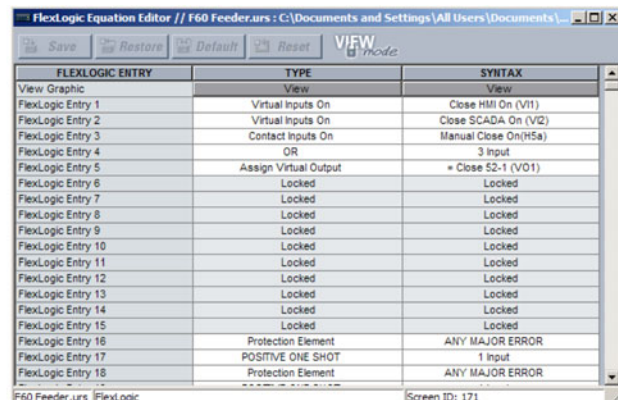 FlexLogic Equation Editor // F60 Feeder.urs : C:\Documents and Settings\All Users\Documents\...
Save Restore Default Reset VIEW mode
FLEXLOGIC ENTRY TYPE SYNTAX
View Graphic View View
FlexLogic Entry 1 Virtual Inputs On Close HMI On (VI1)
FlexLogic Entry 2 Virtual Inputs On Close SCADA On (VI2)
FlexLogic Entry 3 Contact Inputs On Manual Close On(H5a)
FlexLogic Entry 4 OR 3 Input
FlexLogic Entry 5 Assign Virtual Output = Close 52-1 (VO1)
FlexLogic Entry 6 Locked Locked
FlexLogic Entry 7 Locked Locked
FlexLogic Entry 8 Locked Locked
FlexLogic Entry 9 Locked Locked
FlexLogic Entry 10 Locked Locked
FlexLogic Entry 11 Locked Locked
FlexLogic Entry 12 Locked Locked
FlexLogic Entry 13 Locked Locked
FlexLogic Entry 14 Locked Locked
FlexLogic Entry 15 Locked Locked
FlexLogic Entry 16 Protection Element ANY MAJOR ERROR
FlexLogic Entry 17 POSITIVE ONE SHOT 1 Input
FlexLogic Entry 18 Protection Element ANY MAJOR ERROR
F60 Feeder.urs FlexLogic Screen ID: 171